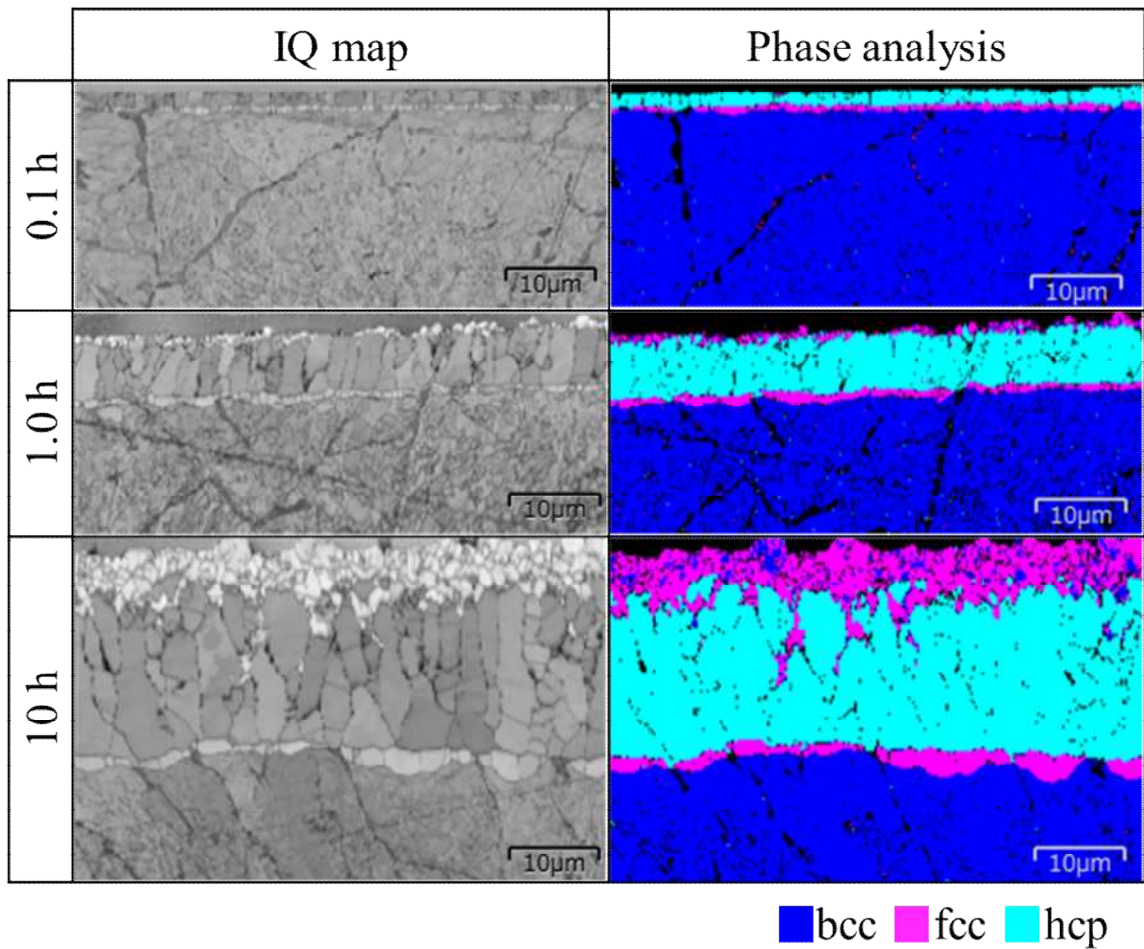 IQ map
Phase analysis
0.1 h
10μm
10μm
1.0 h
10μm
10μm
10 h
10μm
10μm
bcc fcc hcp